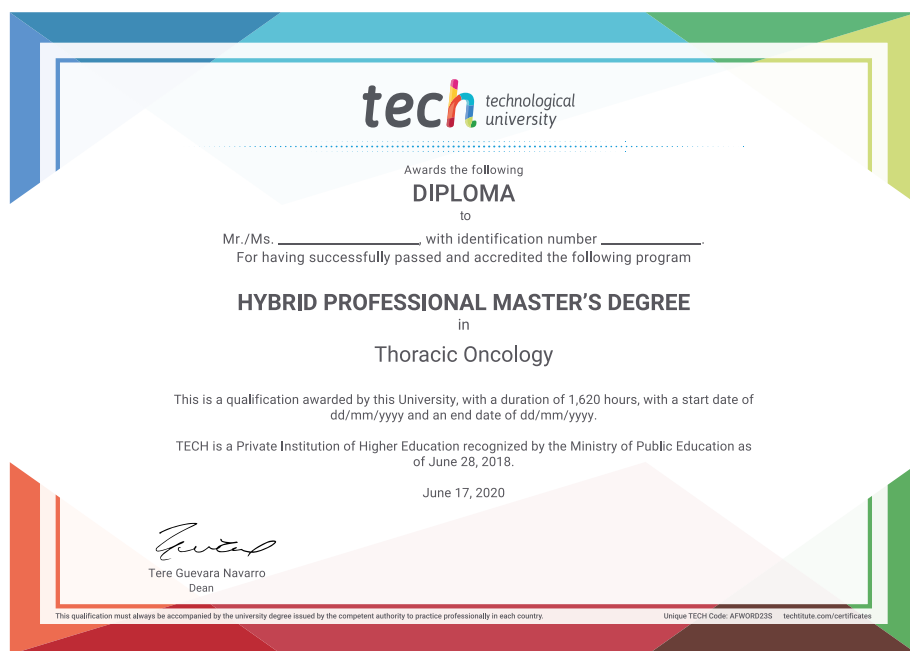 tech technological
university
Awards the following
DIPLOMA
to
Mr./Ms. ____________________, with identification number ______________.
For having successfully passed and accredited the following program
HYBRID PROFESSIONAL MASTER'S DEGREE
in
Thoracic Oncology
This is a qualification awarded by this University, with a duration of 1,620 hours, with a start date of
dd/mm/yyyy and an end date of dd/mm/yyyy.
TECH is a Private Institution of Higher Education recognized by the Ministry of Public Education as
of June 28, 2018.
June 17, 2020
Tere Guevara Navarro
Dean
This qualification must always be accompanied by the university degree issued by the competent authority to practice professionally in each country.
Unique TECH Code: AFWORD23S techtitute.com/certificates